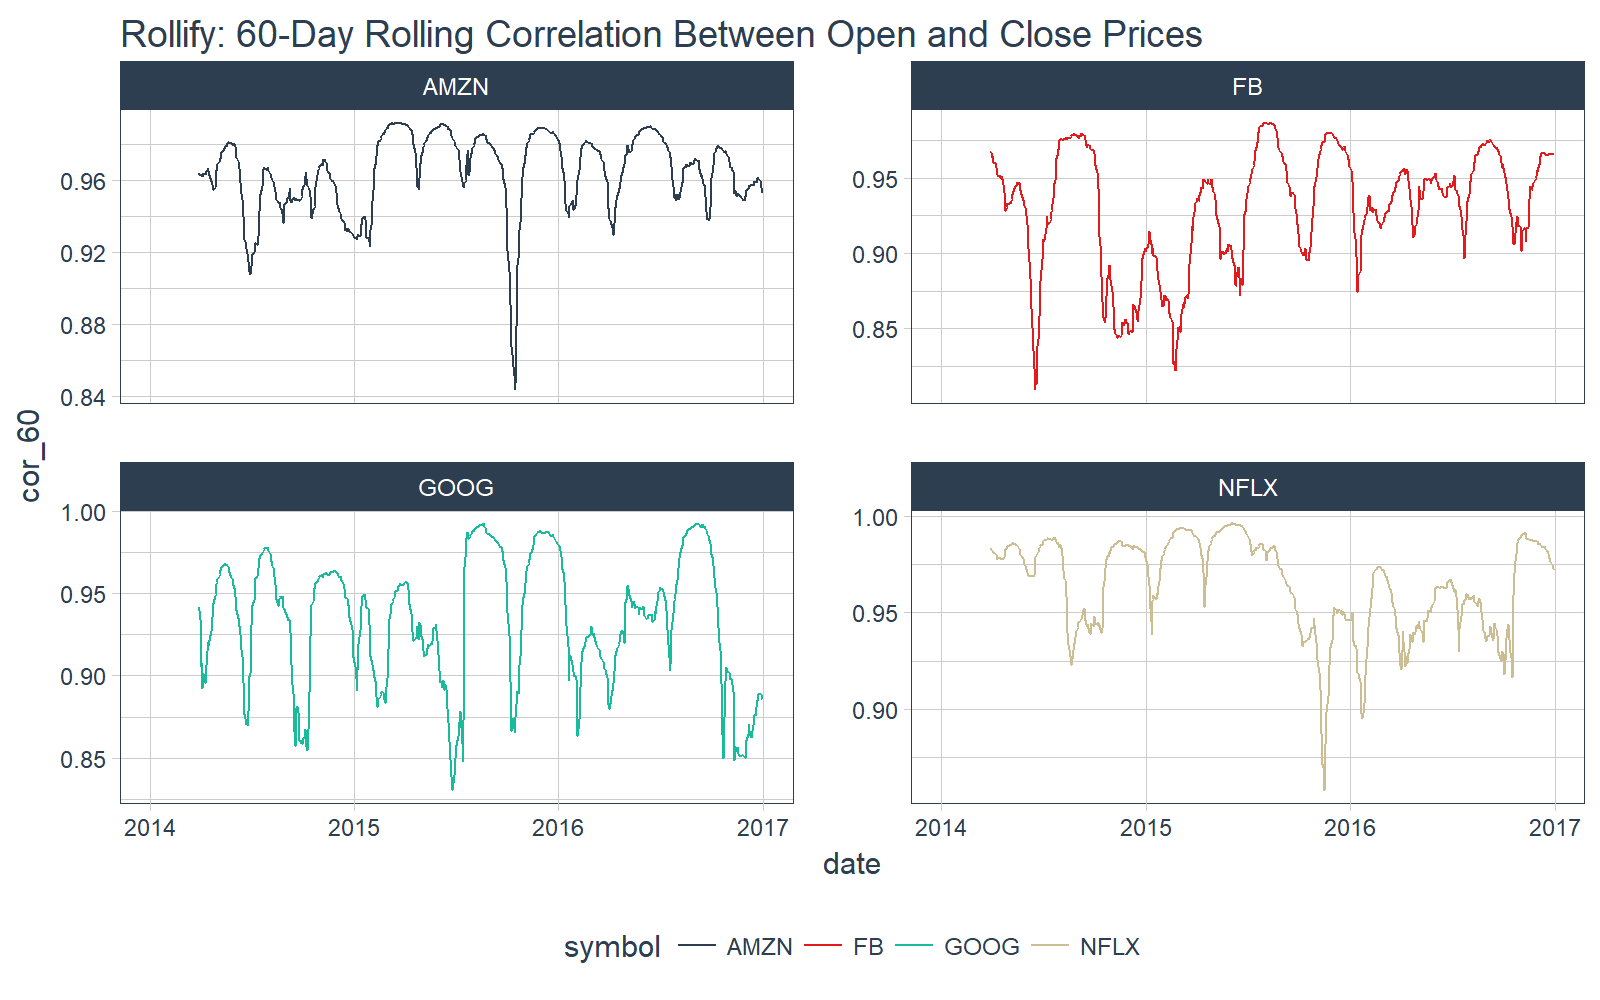 Rollify: 60-Day Rolling Correlation Between Open and Close Prices
AMZN
FB
0.96
0.92
0.88
0.84
0.95
0.90
0.85
cor_60
GOOG
NFLX
1.00
0.95
0.90
0.85
1.00
0.95
0.90
2014
2015
2016
2017
2014
2015
2016
2017
date
symbol AMZN FB GOOG NFLX